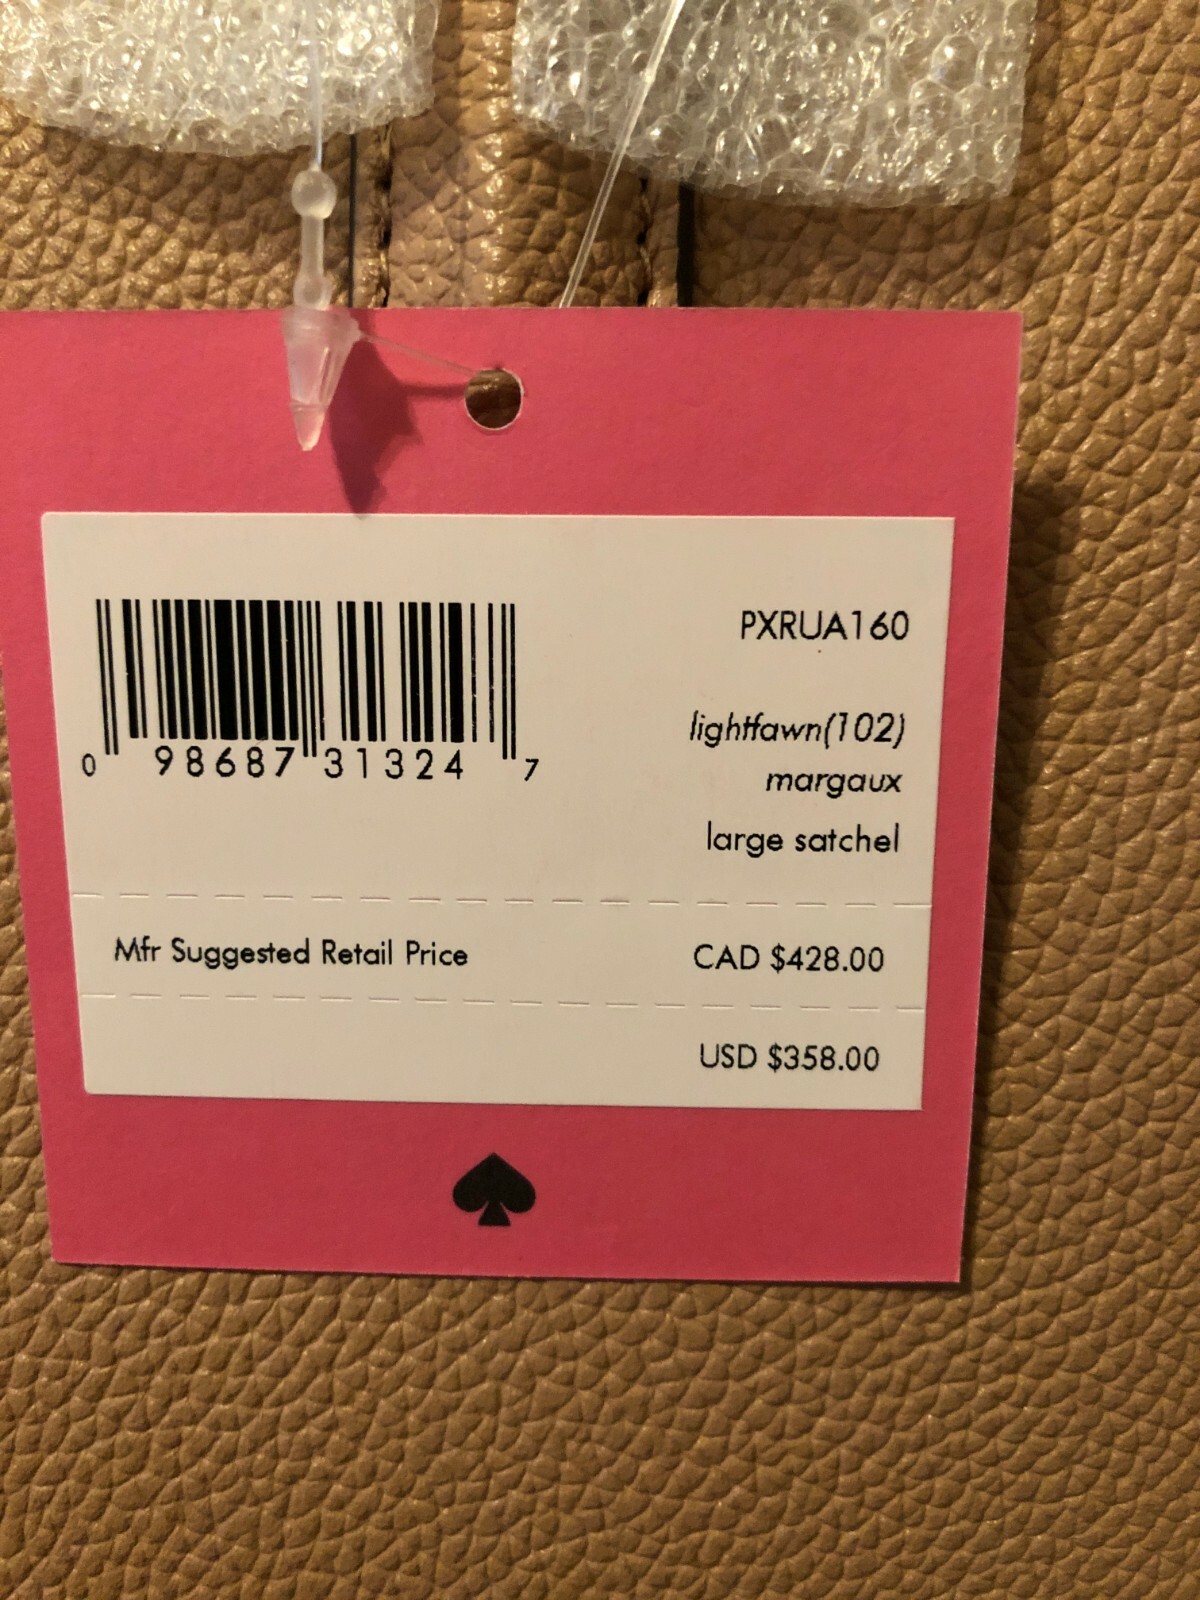 PXRUA160
lightfawn(102)
margaux
large satchel
0 98687 31324 7
Mfr Suggested Retail Price CAD $428.00
USD $358.00